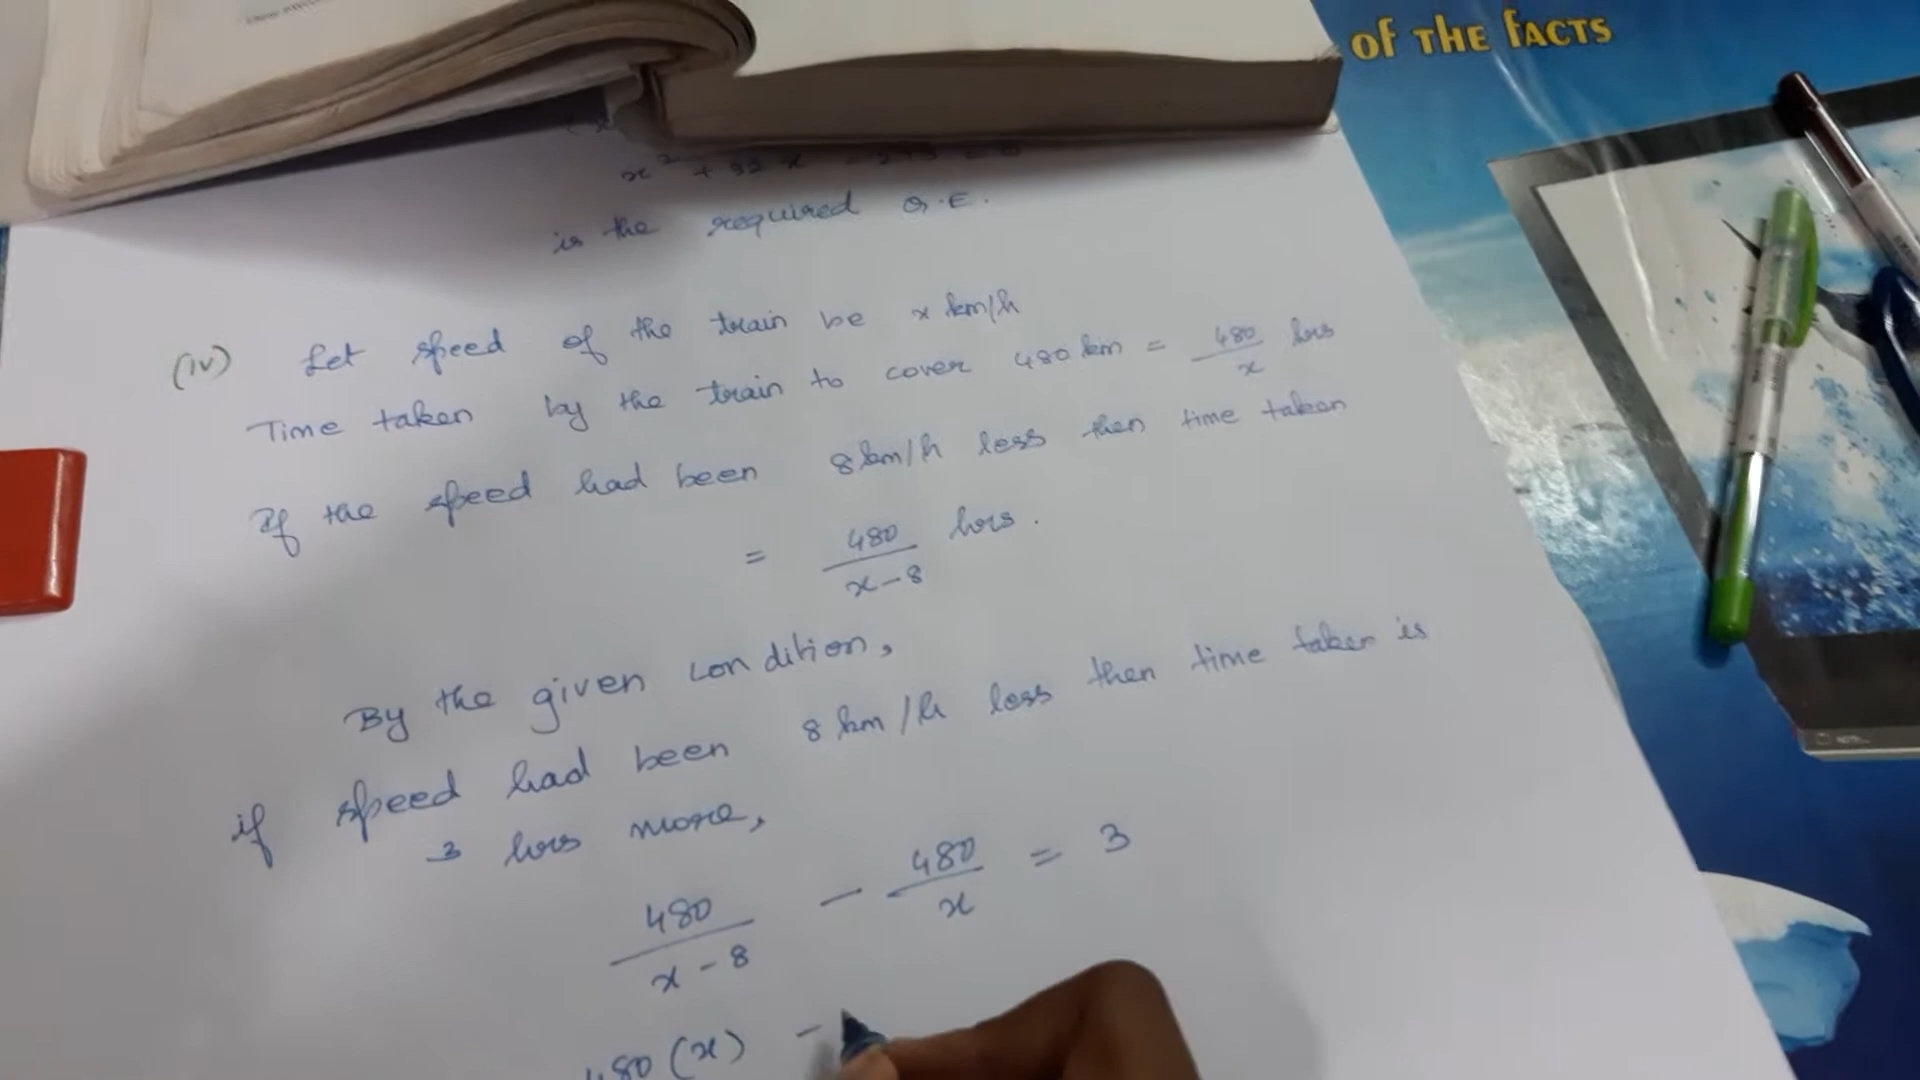 of THE fACTS
x² + 32x
is the required Q.E.
(iv) Let speed of the train be x km/h
Time taken by the train to cover 480 km = 480/x hrs
If the speed had been 8 km/h less then time taken
= 480/x-8 hrs.
By the given condition,
if speed had been 8 km/h less then time taken is
3 hrs more,
480/x-8 - 480/x = 3
480 (x) -